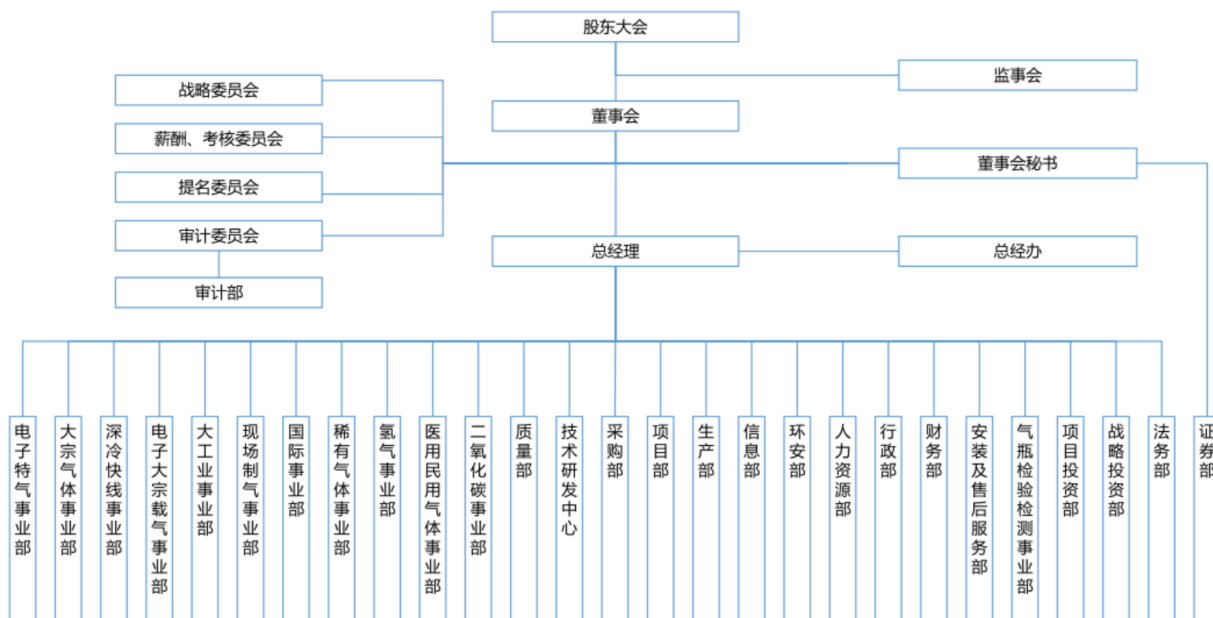 股东大会
监事会
战略委员会
董事会
薪酬、考核委员会
董事会秘书
提名委员会
审计委员会
总经理
总经办
审计部
电子特气事业部
大宗气体事业部
深冷快线事业部
电子大宗载气事业部
大工业事业部
现场制气事业部
国际事业部
稀有气体事业部
氢气事业部
医用民用气体事业部
二氧化碳事业部
质量部
技术研发中心
采购部
项目部
生产部
信息部
环安部
人力资源部
行政部
财务部
安装及售后服务部
气瓶检验检测事业部
项目投资部
战略投资部
法务部
证券部